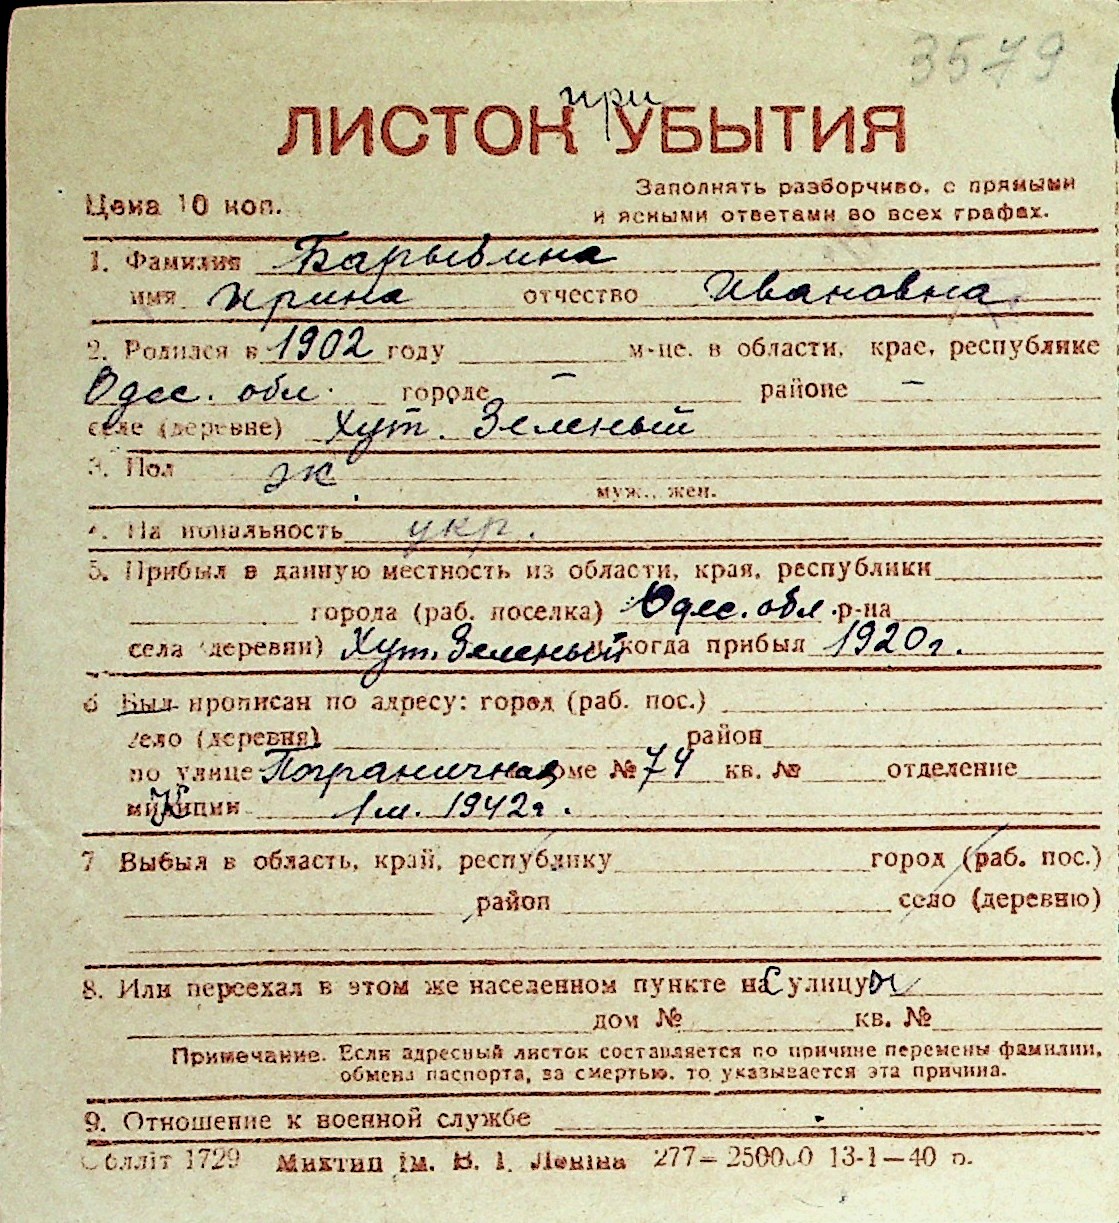 3579
при
ЛИСТОК УБЫТИЯ
Цена 10 коп.
Заполнять разборчиво, с прямыми
и ясными ответами во всех графах.
1. Фамилия Барывина
имя Ирина отчество Ивановна
2. Родился в 1902 году м-це. в области, крае, республике
Одес. обл. городе – районе –
селе (деревне) Хут. Зеленый
3. Пол ж.
муж., жен.
4. Национальность укр.
5. Прибыл в данную местность из области, края, республики
города (раб. поселка) Одес. обл. р-на
села (деревни) Хут. Зеленый и когда прибыл 1920г.
6 Был прописан по адресу: город (раб. пос.)
село (деревня) район
по улице Пограничная доме № 74 кв. № отделение
милиции 1942г.
7 Выбыл в область, край, республику город (раб. пос.)
район село (деревню)
8. Или переехал в этом же населенном пункте на С улицу ы
дом № кв. №
Примечание. Если адресный листок составляется по причине перемены фамилии,
обмена паспорта, за смертью, то указывается эта причина.
9. Отношение к военной службе
Облліт 1729 Миктип ім. В. І. Леніна 277—250000 13-1—40 р.